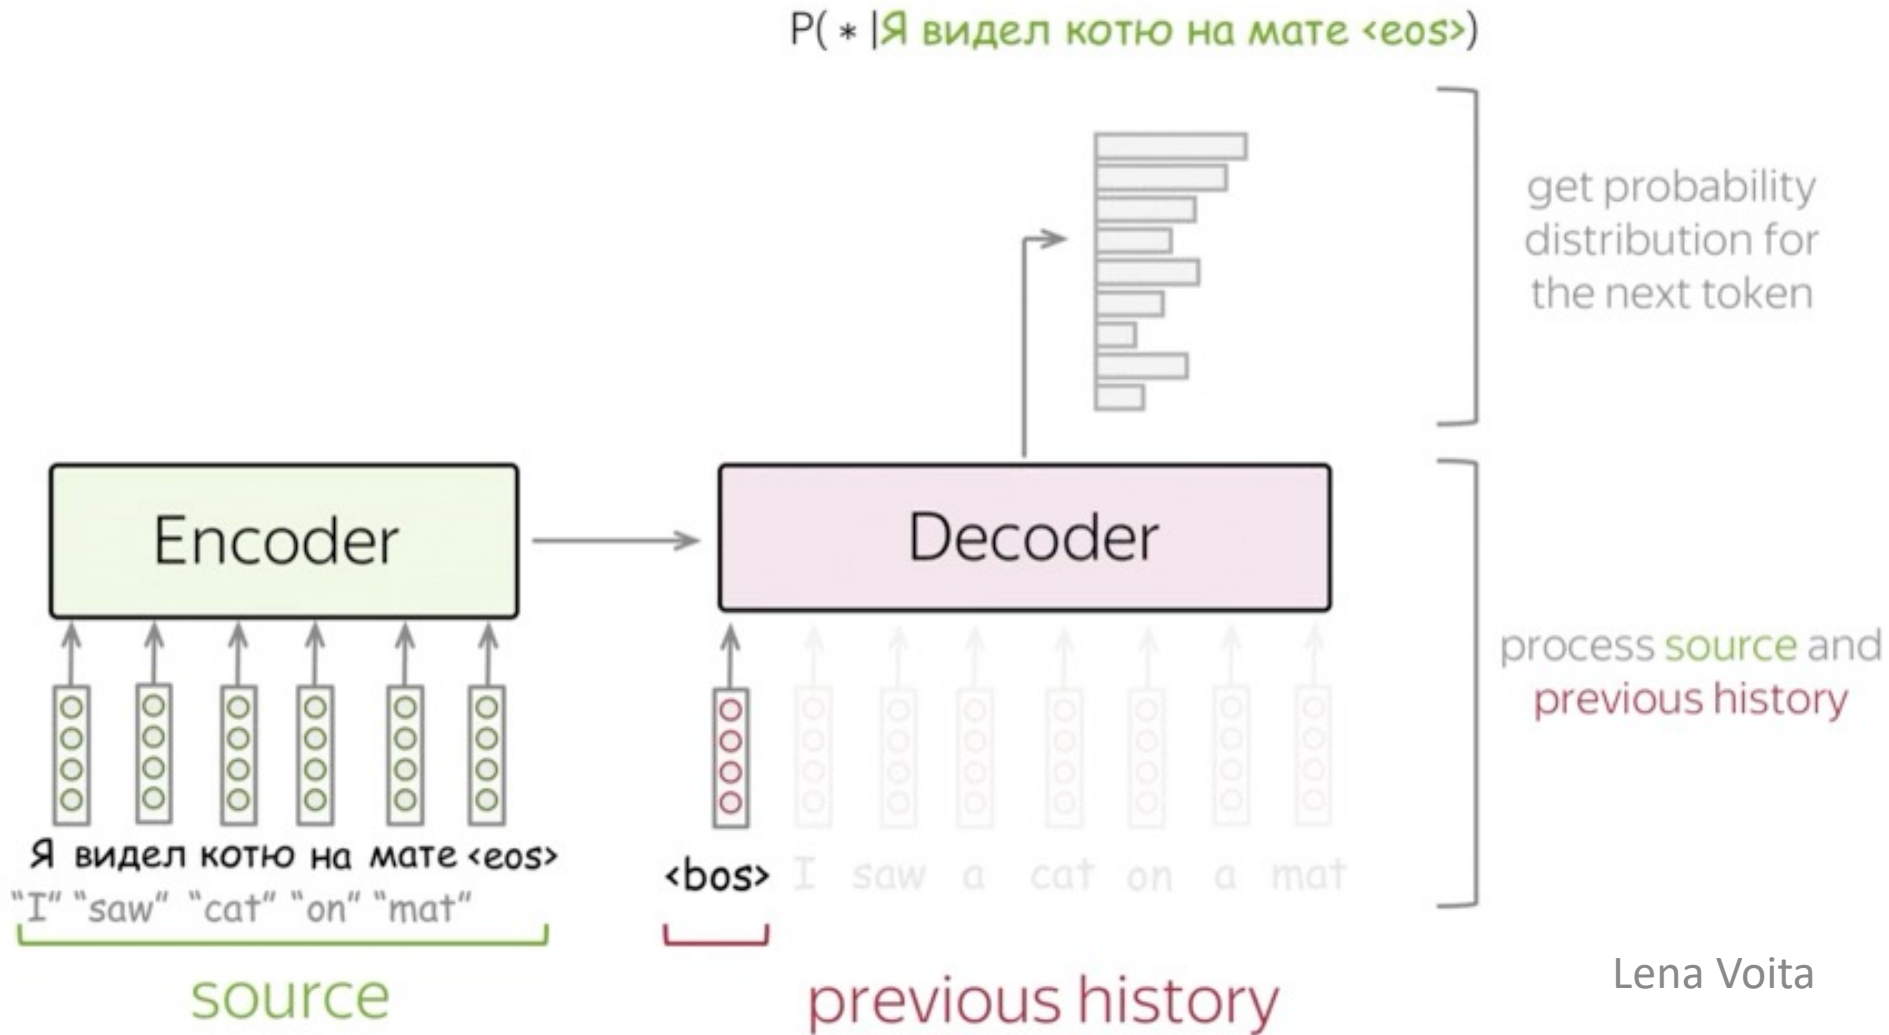 P( * |Я видел котю на мате <eos>)
get probability
distribution for
the next token
Encoder
Decoder
process source and
previous history
Я видел котю на мате <eos>
"I" "saw" "cat" "on" "mat"
<bos> I saw a cat on a mat
source
previous history
Lena Voita